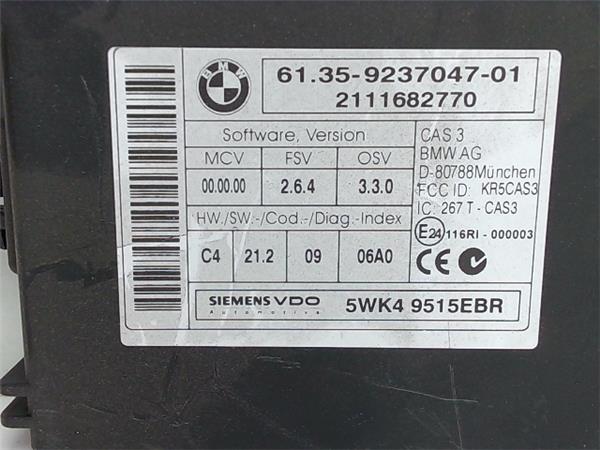 BMW
61.35-9237047-01
2111682770
Software, Version
MCV FSV OSV
00.00.00 2.6.4 3.3.0
HW./SW.-/Cod.-/Diag.-Index
C4 21.2 09 06A0
CAS 3
BMW AG
D-80788 München
FCC ID: KR5CAS3
IC: 267 T - CAS3
E24 116RI - 000003
CE
SIEMENS VDO
Automotive
5WK4 9515EBR